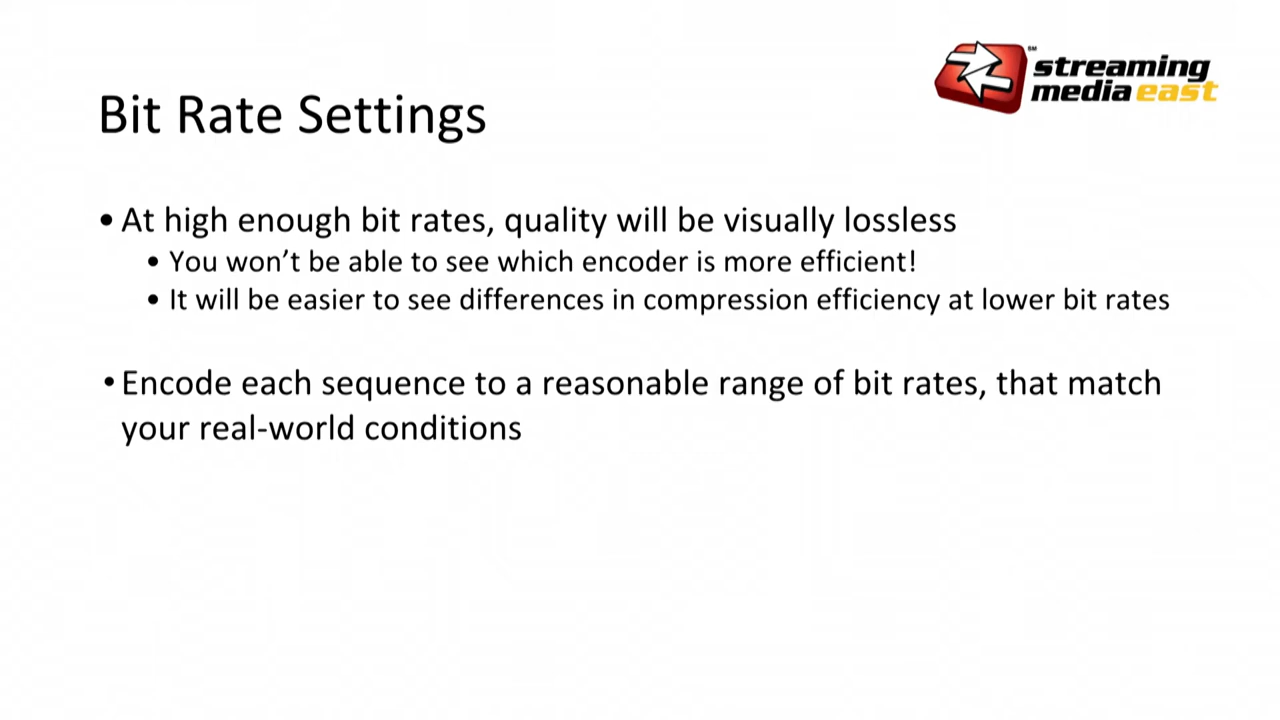 SM
streaming
media east
Bit Rate Settings
• At high enough bit rates, quality will be visually lossless
• You won’t be able to see which encoder is more efficient!
• It will be easier to see differences in compression efficiency at lower bit rates
• Encode each sequence to a reasonable range of bit rates, that match
your real-world conditions